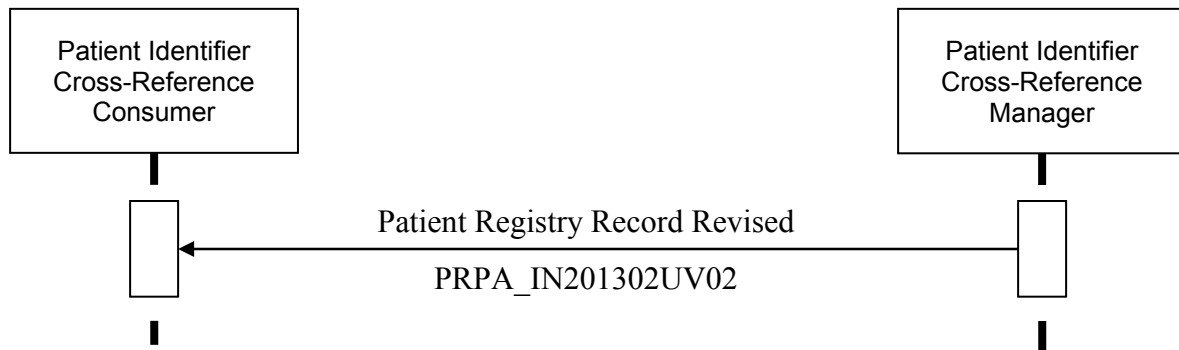 Patient Identifier
Cross-Reference
Consumer
Patient Identifier
Cross-Reference
Manager
Patient Registry Record Revised
PRPA_IN201302UV02